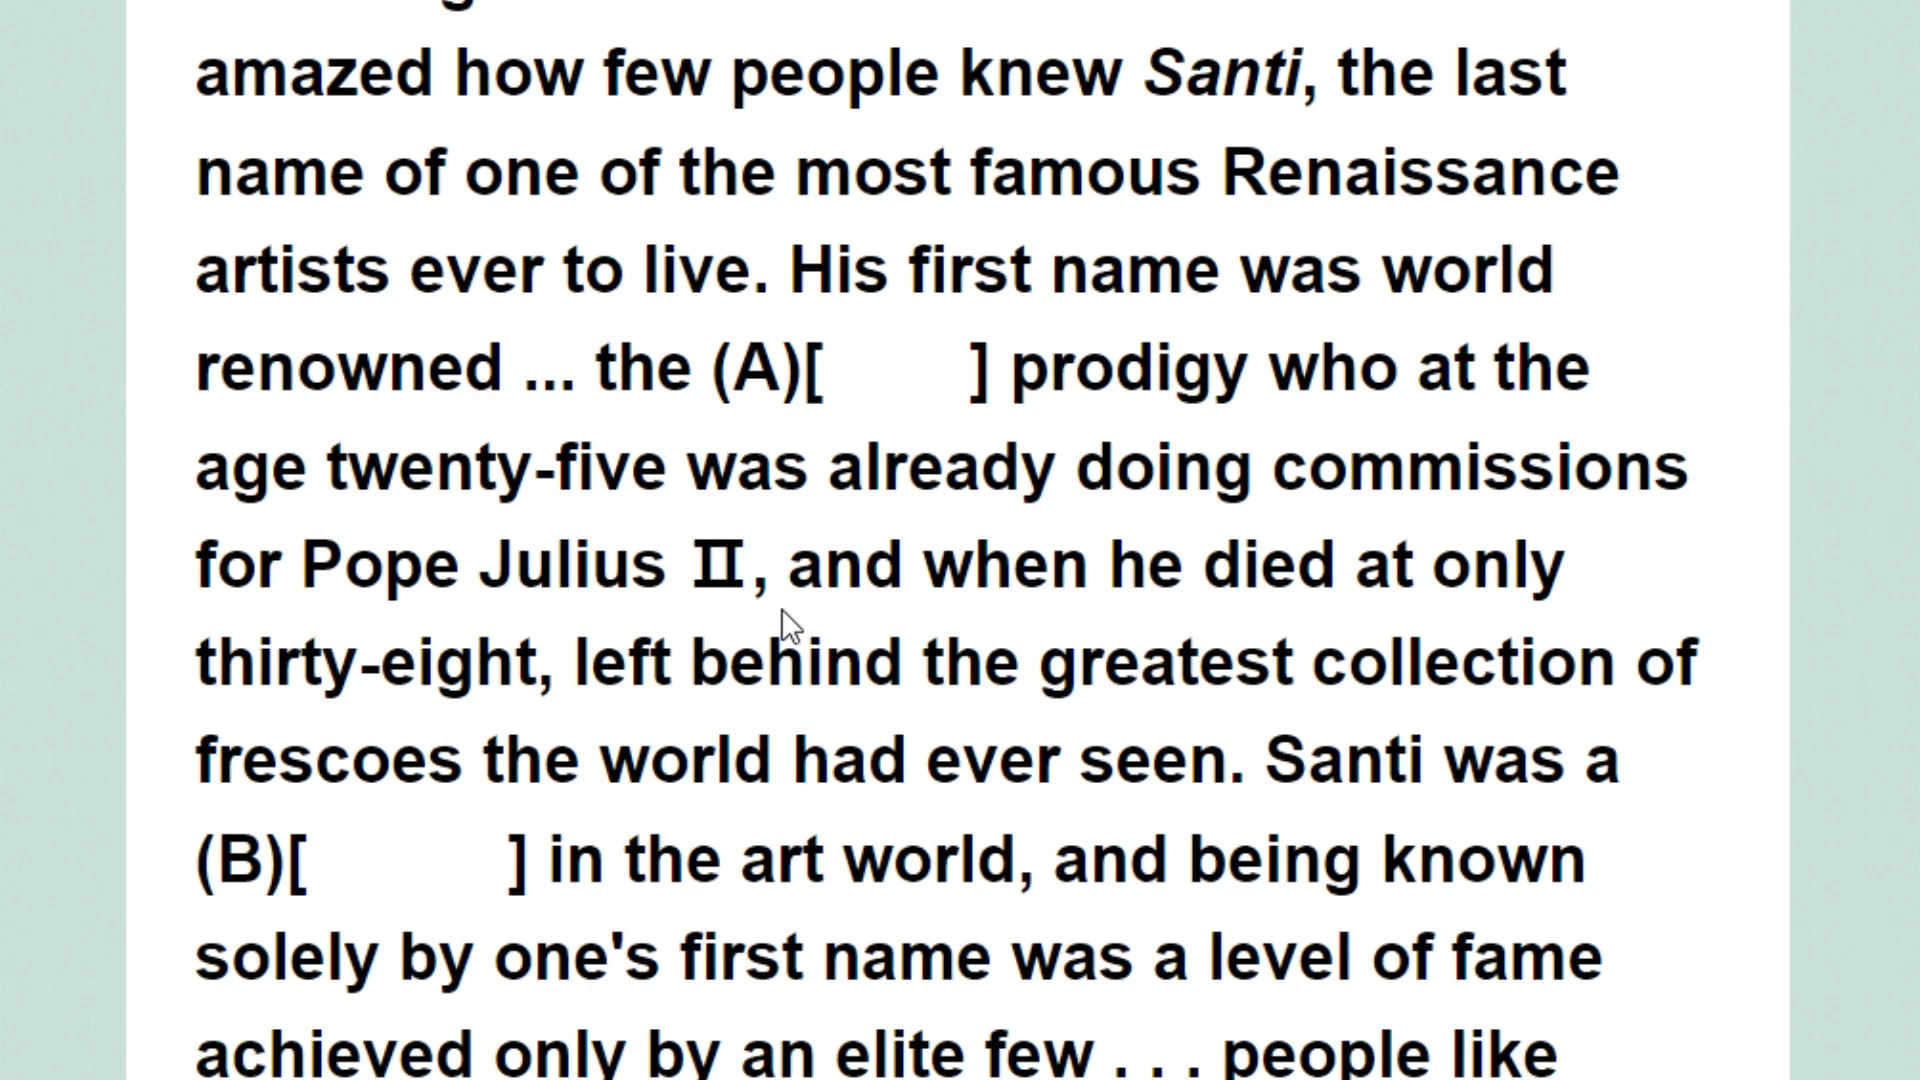 amazed how few people knew Santi, the last
name of one of the most famous Renaissance
artists ever to live. His first name was world
renowned ... the (A)[ ] prodigy who at the
age twenty-five was already doing commissions
for Pope Julius Ⅱ, and when he died at only
thirty-eight, left behind the greatest collection of
frescoes the world had ever seen. Santi was a
(B)[ ] in the art world, and being known
solely by one's first name was a level of fame
achieved only by an elite few . . . people like